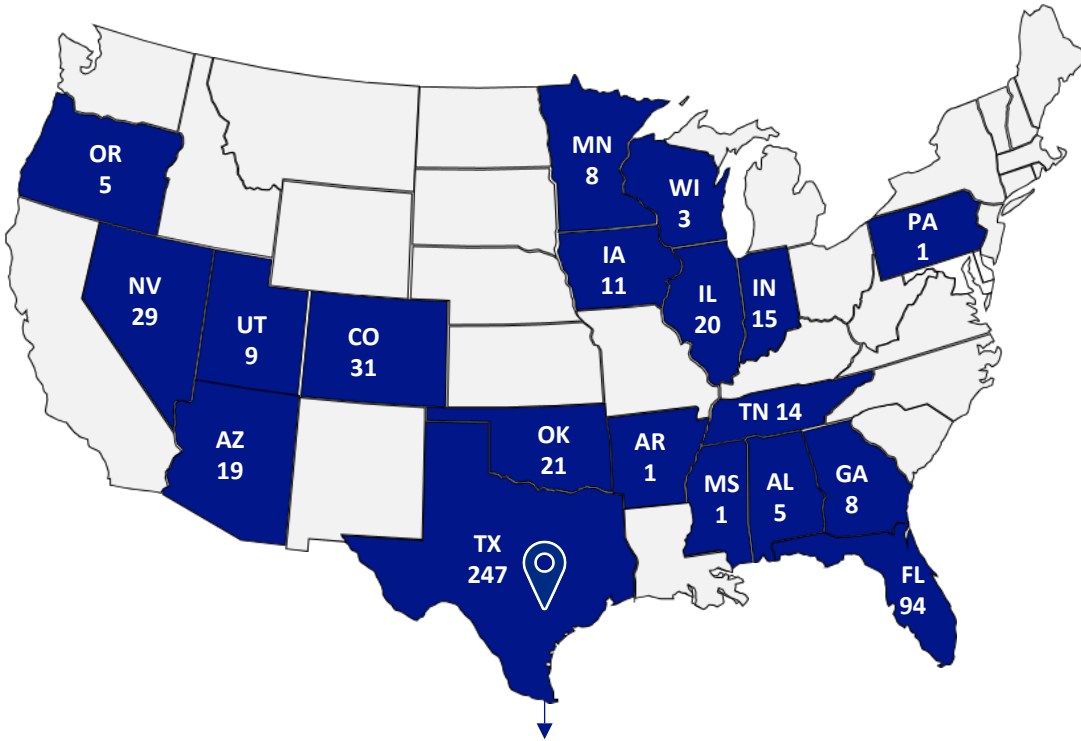 OR
5
MN
8
WI
3
PA
1
NV
29
UT
9
CO
31
IA
11
IL
20
IN
15
AZ
19
OK
21
AR
1
TN 14
MS
1
AL
5
GA
8
TX
247
FL
94